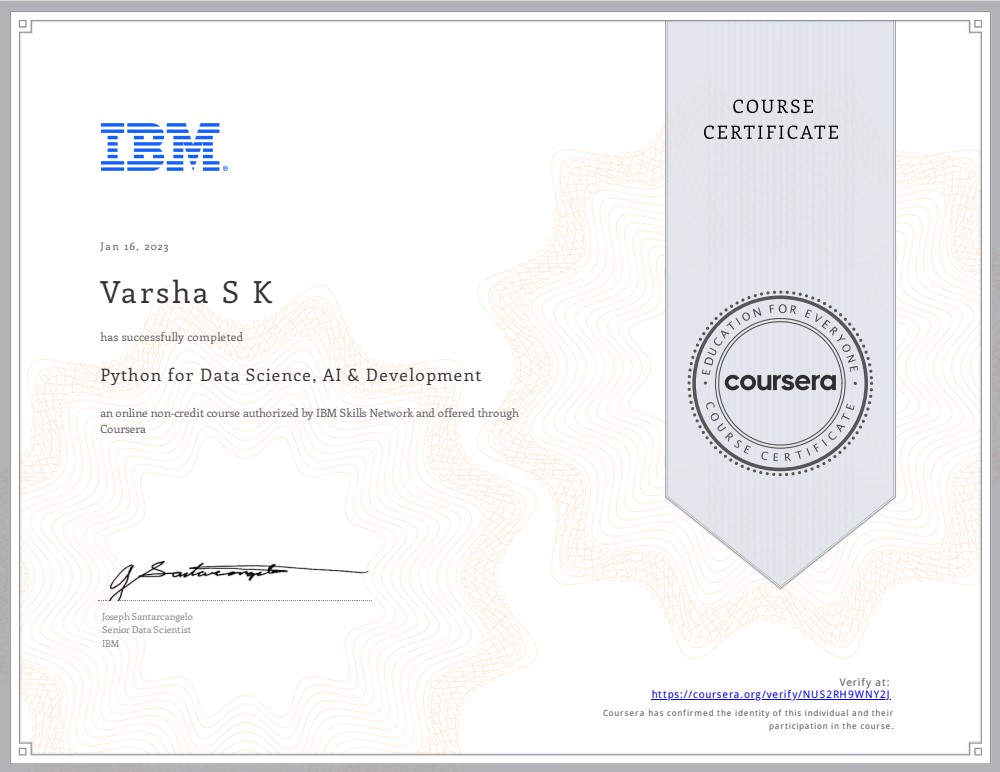 COURSE
CERTIFICATE
IBM®
Jan 16, 2023
Varsha S K
has successfully completed
Python for Data Science, AI & Development
an online non-credit course authorized by IBM Skills Network and offered through
Coursera
EDUCATION FOR EVERYONE
coursera
COURSE CERTIFICATE
J Santarcangelo
Joseph Santarcangelo
Senior Data Scientist
IBM
Verify at:
https://coursera.org/verify/NUS2RH9WNY2J
Coursera has confirmed the identity of this individual and their
participation in the course.